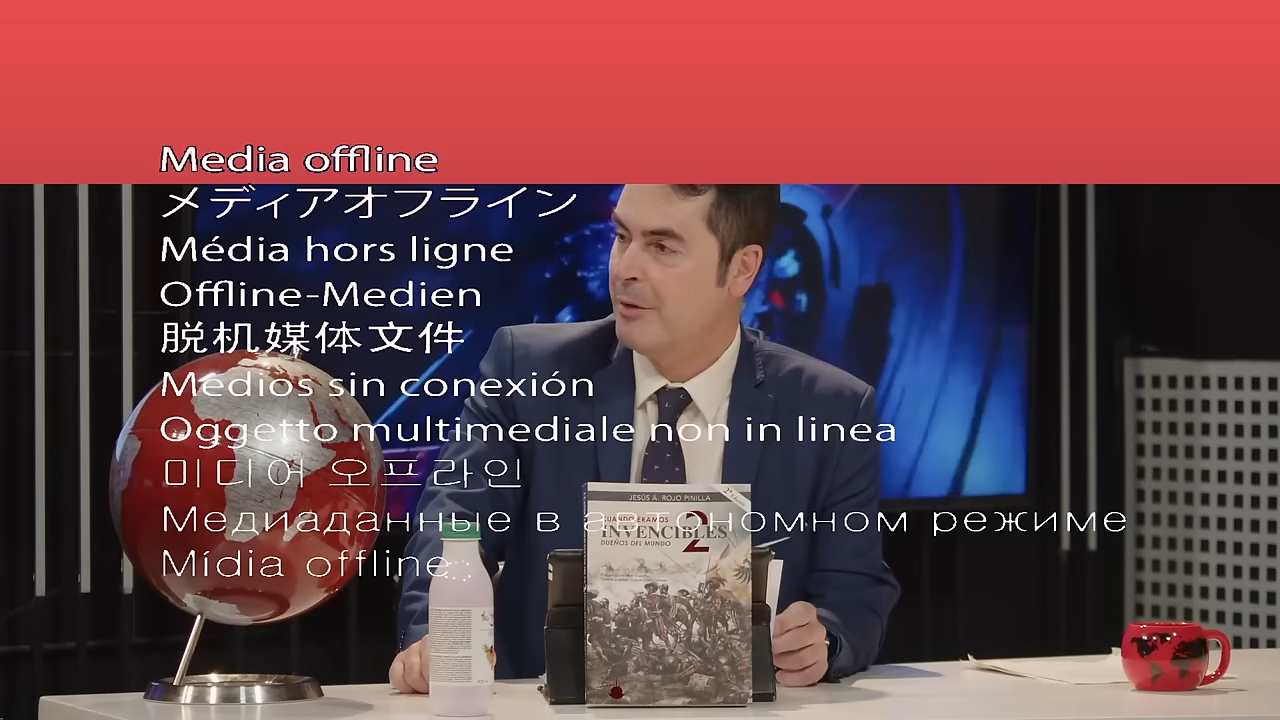 Media offline
メディアオフライン
Média hors ligne
Offline-Medien
脱机媒体文件
Medios sin conexión
Oggetto multimediale non in linea
미디어 오프라인
Медиаданные в автономном режиме
Mídia offline
JESÚS Á. ROJO PINILLA
CUANDO ÉRAMOS
INVENCIBLES 2
DUEÑOS DEL MUNDO